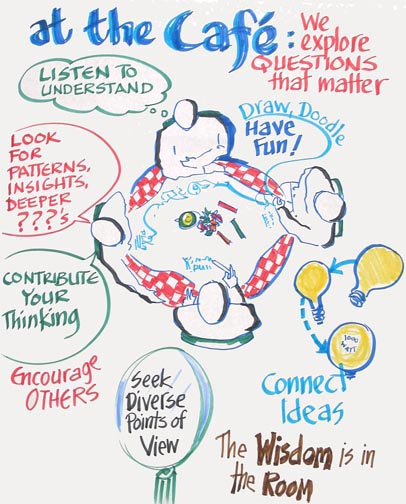 at the Café:
We
explore
QUESTIONS
that matter
LISTEN TO
UNDERSTAND
Draw, Doodle
Have
Fun!
LOOK
FOR
PATTERNS,
INSIGHTS,
DEEPER
???'s
CONTRIBUTE
YOUR
Thinking
Encourage
OTHERS
Seek
Diverse
Points of
View
1000
WATT
Connect
Ideas
The Wisdom is in
the Room